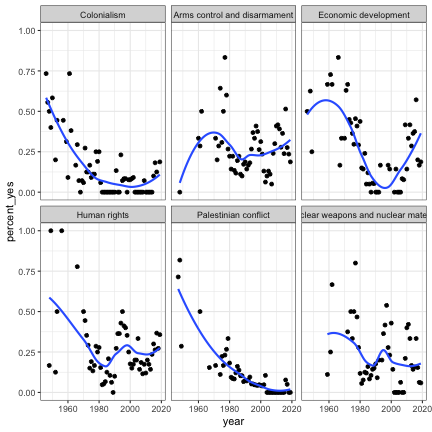 Colonialism
Arms control and disarmament
Economic development
1.00
0.75
0.50
0.25
0.00
Human rights
Palestinian conflict
clear weapons and nuclear mate
1.00
0.75
0.50
0.25
0.00
percent_yes
1960 1980 2000 2020
1960 1980 2000 2020
1960 1980 2000 2020
year